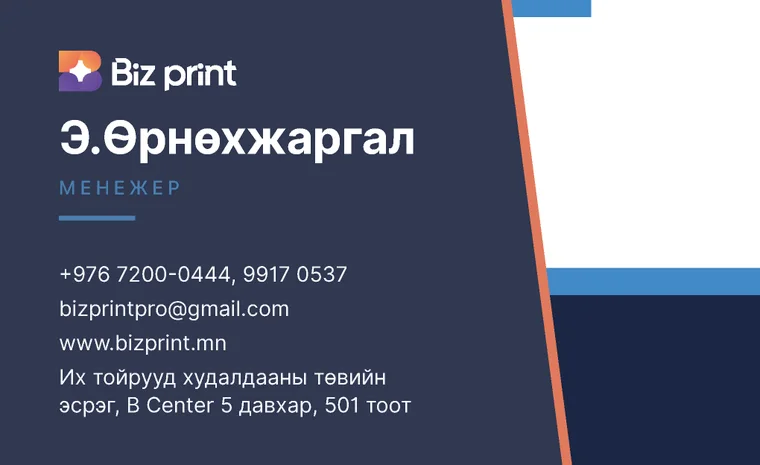 Biz print
Э.Өрнөхжаргал
МЕНЕЖЕР
+976 7200-0444, 9917 0537
bizprintpro@gmail.com
www.bizprint.mn
Их тойрууд худалдааны төвийн
эсрэг, B Center 5 давхар, 501 тоот